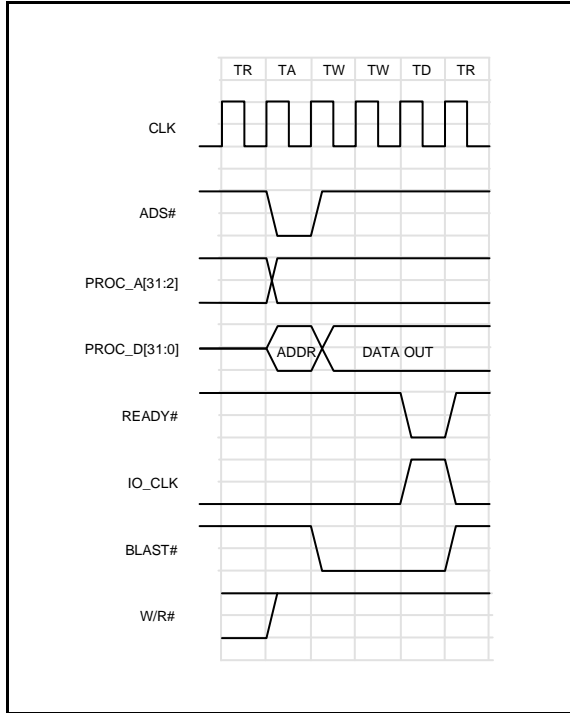 TR TA TW TW TD TR
CLK
ADS#
PROC_A[31:2]
PROC_D[31:0] ADDR DATA OUT
READY#
IO_CLK
BLAST#
W/R#